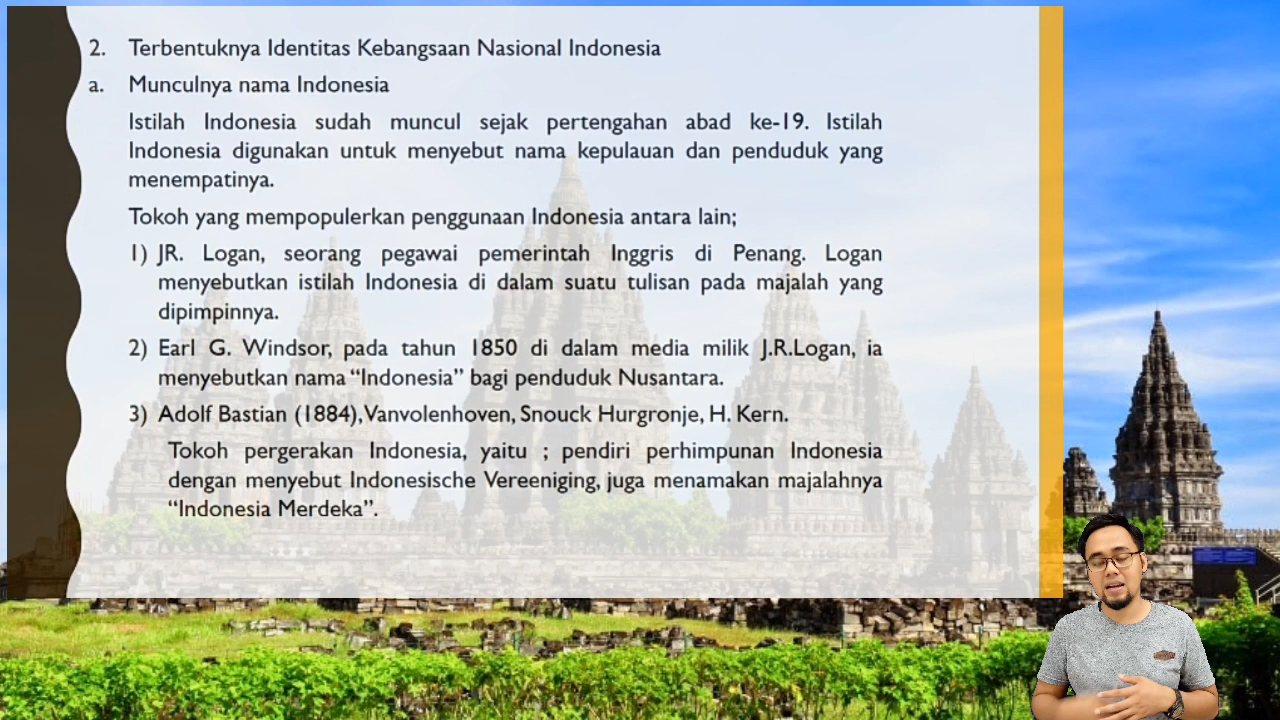 2. Terbentuknya Identitas Kebangsaan Nasional Indonesia
a. Munculnya nama Indonesia
Istilah Indonesia sudah muncul sejak pertengahan abad ke-19. Istilah
Indonesia digunakan untuk menyebut nama kepulauan dan penduduk yang
menempatinya.
Tokoh yang mempopulerkan penggunaan Indonesia antara lain;
1) JR. Logan, seorang pegawai pemerintah Inggris di Penang. Logan
menyebutkan istilah Indonesia di dalam suatu tulisan pada majalah yang
dipimpinnya.
2) Earl G. Windsor, pada tahun 1850 di dalam media milik J.R.Logan, ia
menyebutkan nama “Indonesia” bagi penduduk Nusantara.
3) Adolf Bastian (1884), Vanvolenhoven, Snouck Hurgronje, H. Kern.
Tokoh pergerakan Indonesia, yaitu ; pendiri perhimpunan Indonesia
dengan menyebut Indonesische Vereeniging, juga menamakan majalahnya
“Indonesia Merdeka”.